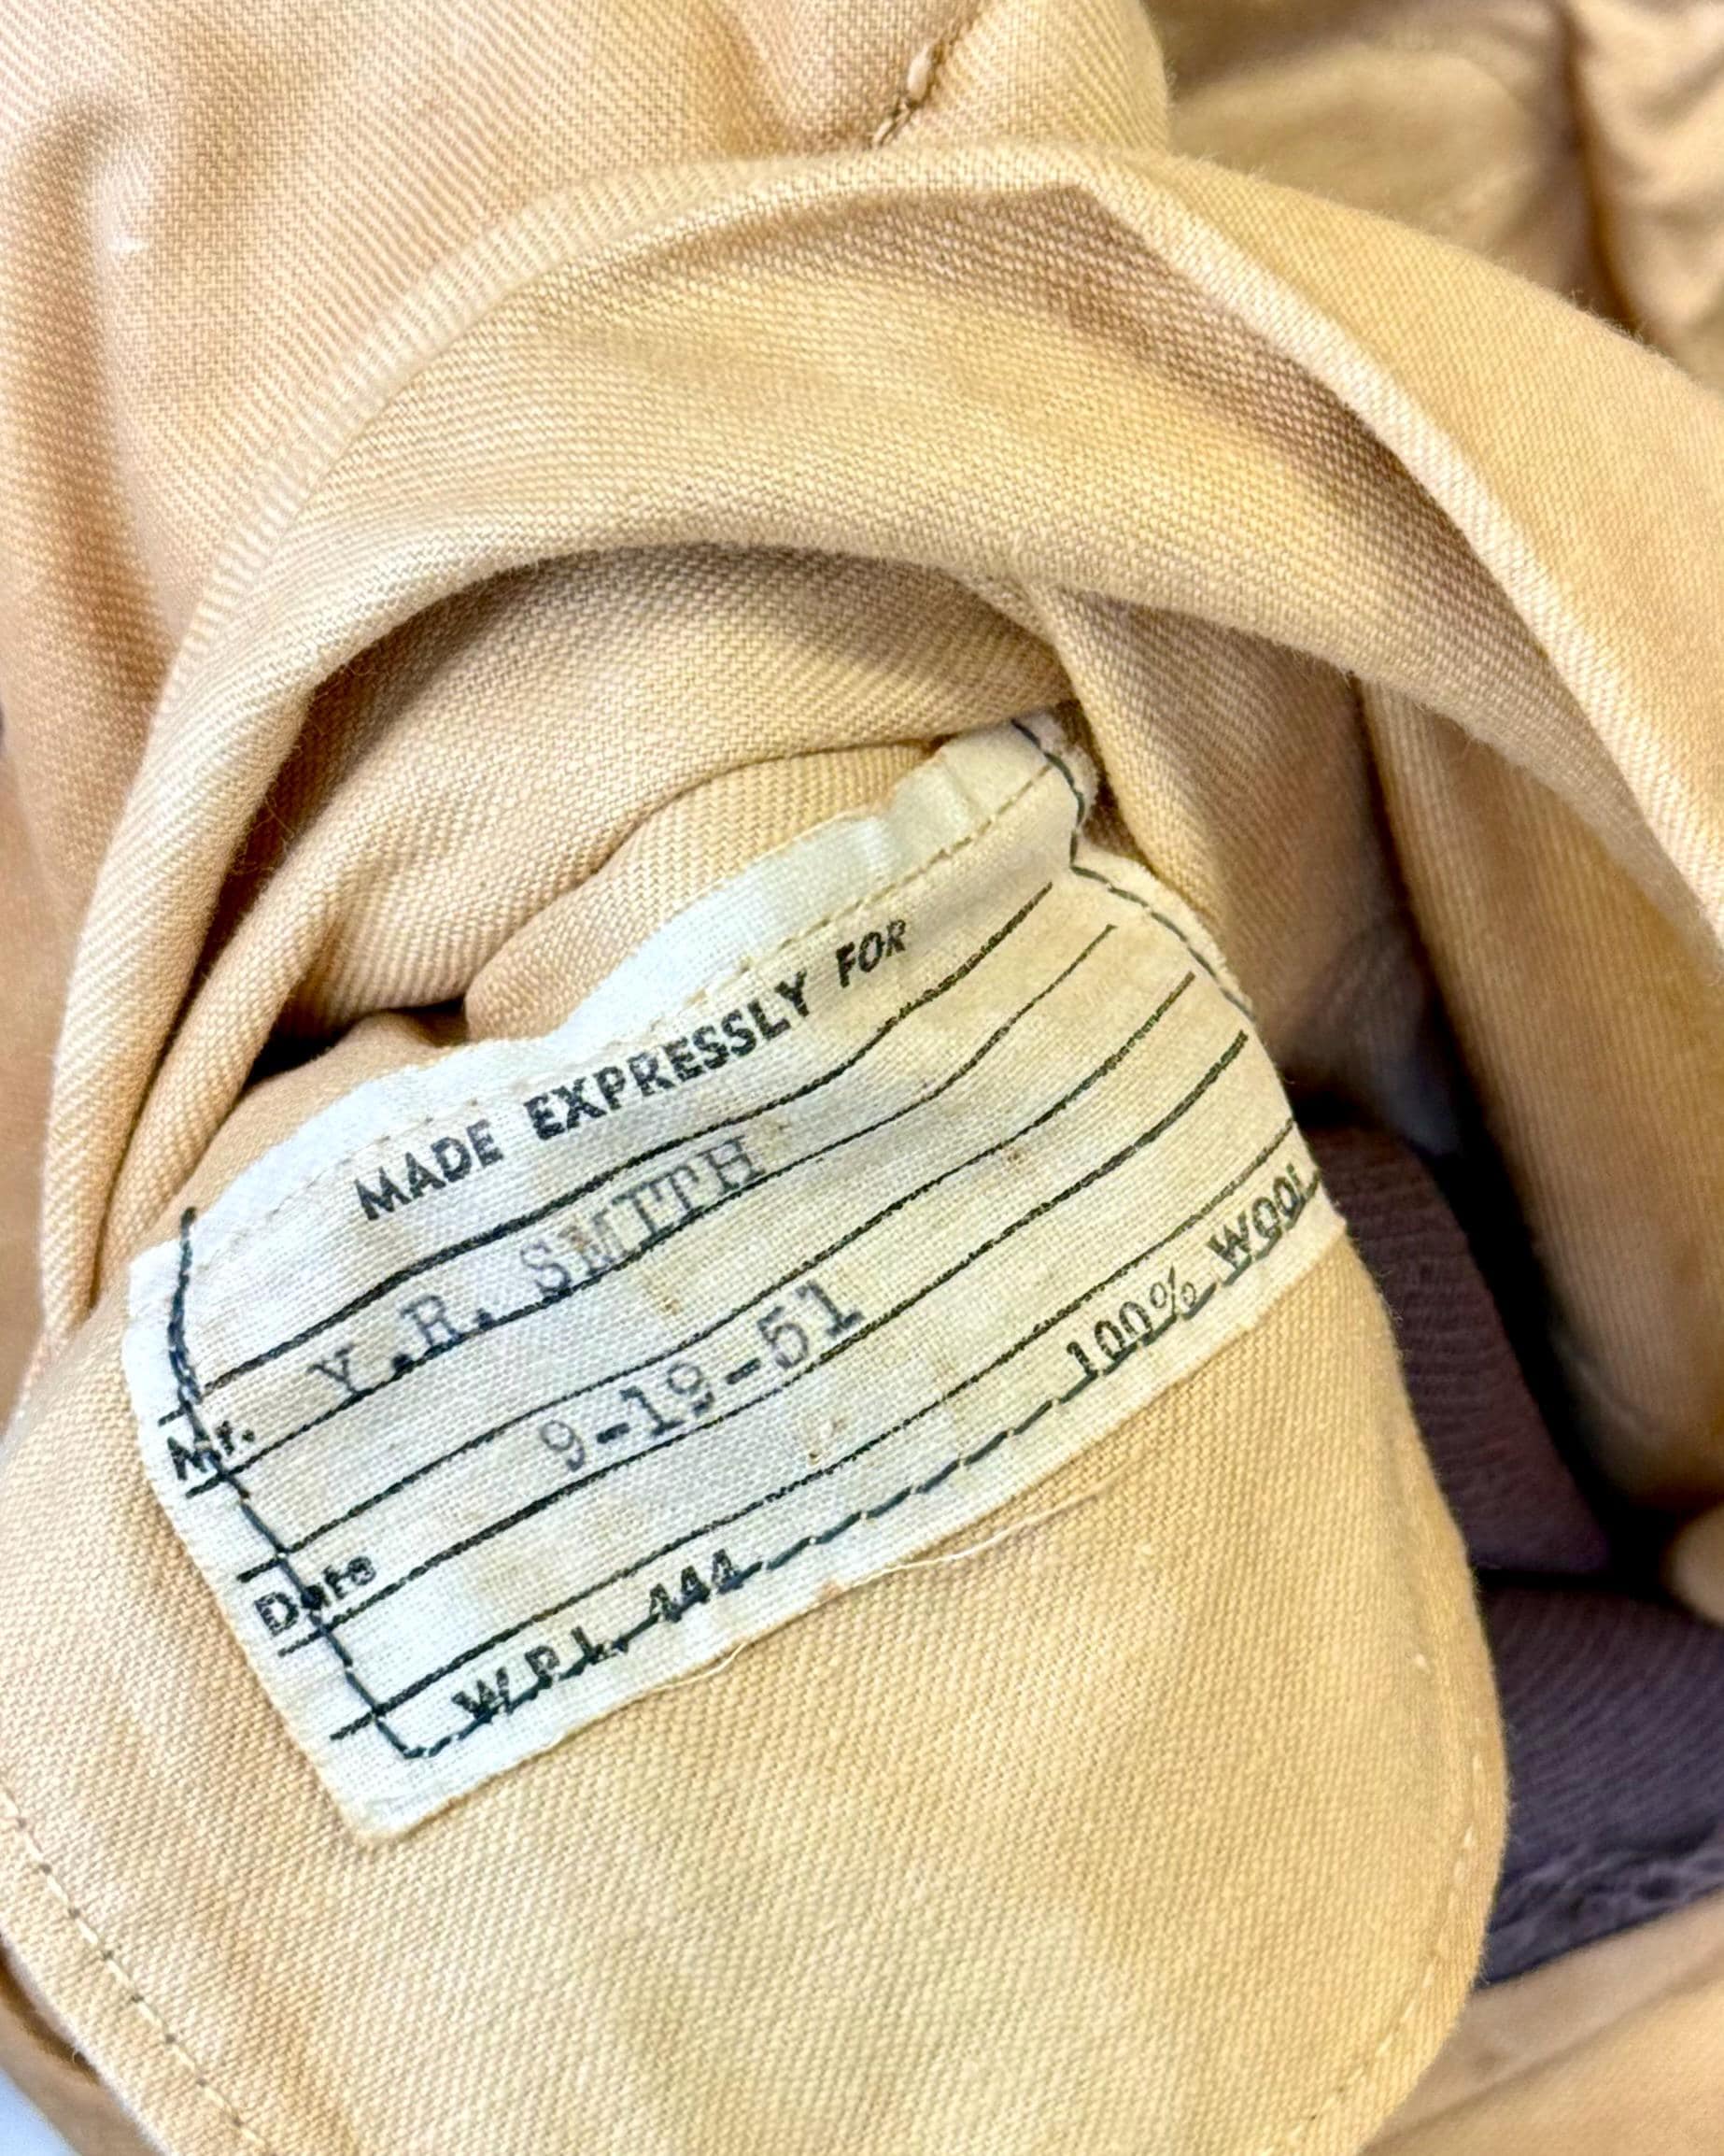 MADE EXPRESSLY FOR
Mr. Y.R. SMITH
Date 9-19-51
W.P.L. 444 100% WOOL